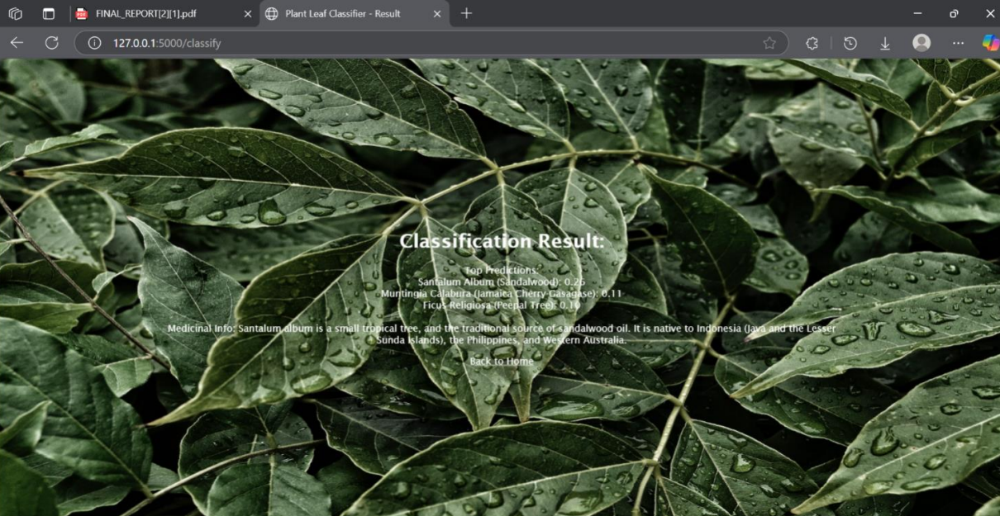 FINAL_REPORT[2][1].pdf
Plant Leaf Classifier - Result
127.0.0.1:5000/classify
Classification Result:
Top Predictions:
Santalum Album (Sandalwood): 0.26
Muntingia Calabura (Jamaica Cherry-Gasagase): 0.11
Ficus Religiosa (Peepal Tree): 0.10
Medicinal Info: Santalum album is a small tropical tree, and the traditional source of sandalwood oil. It is native to Indonesia (Java and the Lesser
Sunda Islands), the Philippines, and Western Australia.
Back to Home